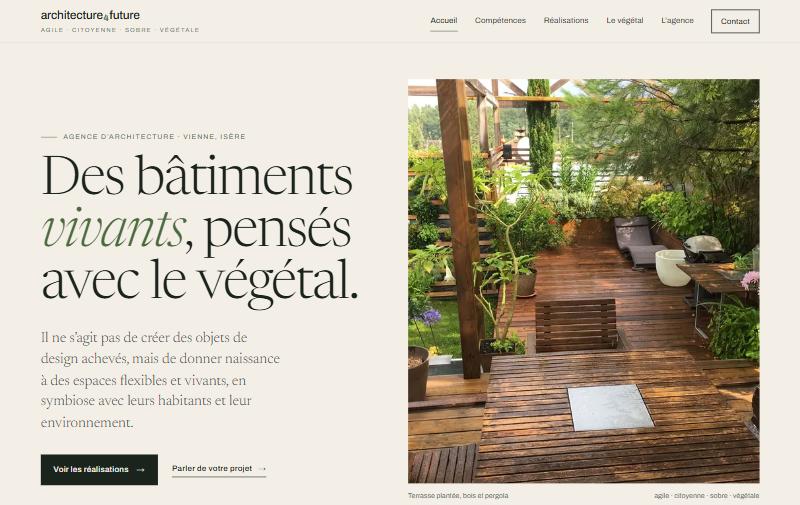 architecture4future
AGILE · CITOYENNE · SOBRE · VÉGÉTALE
Accueil Compétences Réalisations Le végétal L'agence Contact
AGENCE D'ARCHITECTURE · VIENNE, ISÈRE
Des bâtiments
vivants, pensés
avec le végétal.
Il ne s'agit pas de créer des objets de
design achevés, mais de donner naissance
à des espaces flexibles et vivants, en
symbiose avec leurs habitants et leur
environnement.
Voir les réalisations → Parler de votre projet →
Terrasse plantée, bois et pergola agile · citoyenne · sobre · végétale